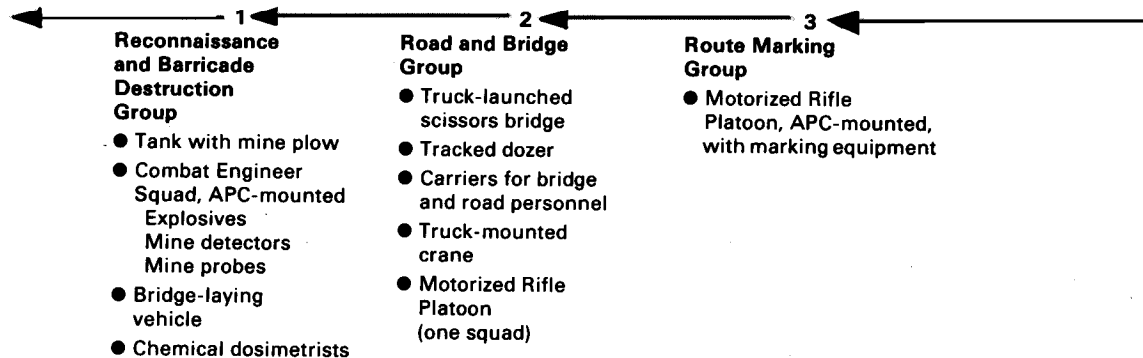 1
Reconnaissance
and Barricade
Destruction
Group
● Tank with mine plow
● Combat Engineer
Squad, APC-mounted
Explosives
Mine detectors
Mine probes
● Bridge-laying
vehicle
● Chemical dosimetrists
2
Road and Bridge
Group
● Truck-launched
scissors bridge
● Tracked dozer
● Carriers for bridge
and road personnel
● Truck-mounted
crane
● Motorized Rifle
Platoon
(one squad)
3
Route Marking
Group
● Motorized Rifle
Platoon, APC-mounted,
with marking equipment